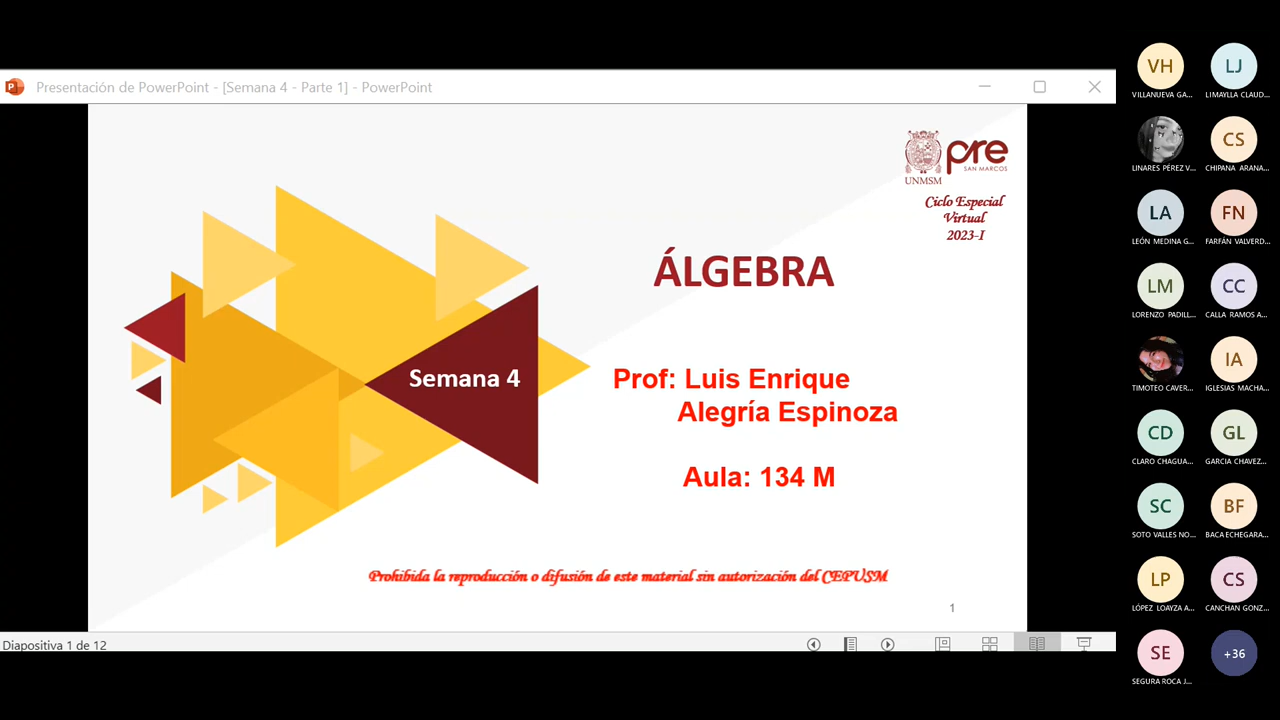 Presentación de PowerPoint - [Semana 4 - Parte 1] - PowerPoint
UNMSM
pre
SAN MARCOS
Ciclo Especial
Virtual
2023-I
ÁLGEBRA
Semana 4
Prof: Luis Enrique
Alegría Espinoza
Aula: 134 M
Prohibida la reproducción o difusión de este material sin autorización del CEPUSM
1
Diapositiva 1 de 12
VH
LJ
VILLANUEVA GA...
LIMAYLLA CLAUD...
CS
LINARES PÉREZ V...
CHIPANA ARANA...
LA
FN
LEÓN MEDINA G...
FARFÁN VALVERD...
LM
CC
LORENZO PADILL...
CALLA RAMOS A...
IA
TIMOTEO CAVER...
IGLESIAS MACHA...
CD
GL
CLARO CHAGUA...
GARCIA CHAVEZ...
SC
BF
SOTO VALLES NO...
BACA ECHEGARA...
LP
CS
LÓPEZ LOAYZA A...
CANCHAN GONZ...
SE
+36
SEGURA ROCA J...